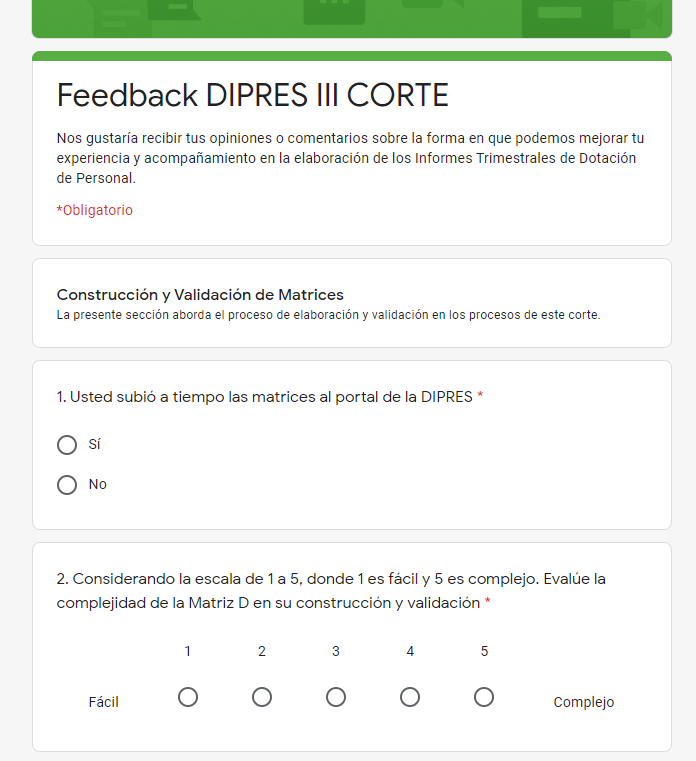 Feedback DIPRES III CORTE
Nos gustaría recibir tus opiniones o comentarios sobre la forma en que podemos mejorar tu
experiencia y acompañamiento en la elaboración de los Informes Trimestrales de Dotación
de Personal.
*Obligatorio
Construcción y Validación de Matrices
La presente sección aborda el proceso de elaboración y validación en los procesos de este corte.
1. Usted subió a tiempo las matrices al portal de la DIPRES *
Sí
No
2. Considerando la escala de 1 a 5, donde 1 es fácil y 5 es complejo. Evalúe la
complejidad de la Matriz D en su construcción y validación *
1 2 3 4 5
Fácil Complejo